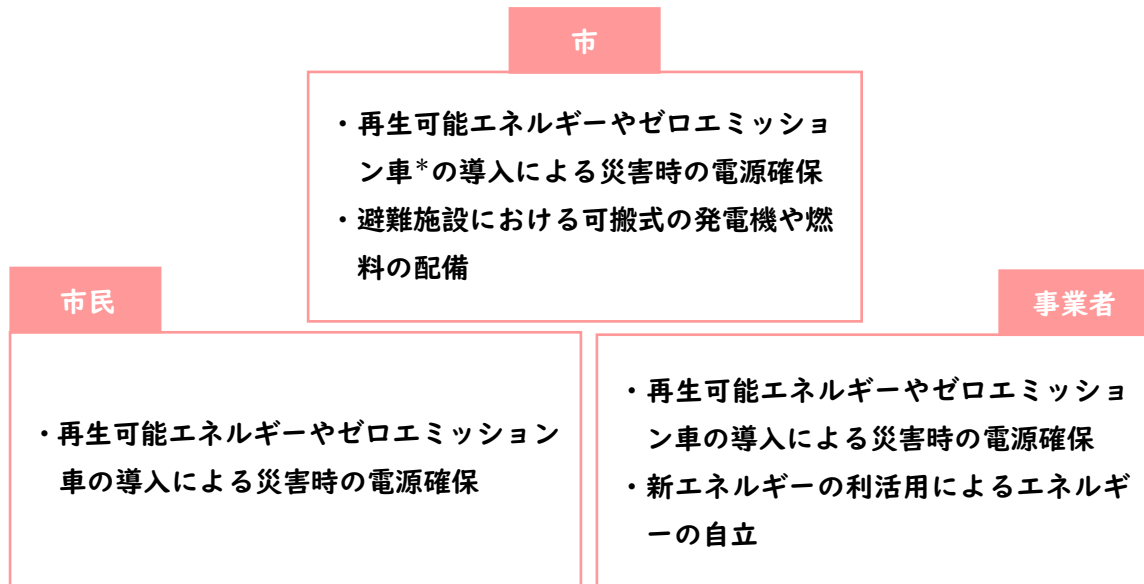 市
・再生可能エネルギーやゼロエミッショ
ン車*の導入による災害時の電源確保
・避難施設における可搬式の発電機や燃
料の配備
市民
・再生可能エネルギーやゼロエミッション
車の導入による災害時の電源確保
事業者
・再生可能エネルギーやゼロエミッショ
ン車の導入による災害時の電源確保
・新エネルギーの利活用によるエネルギ
ーの自立